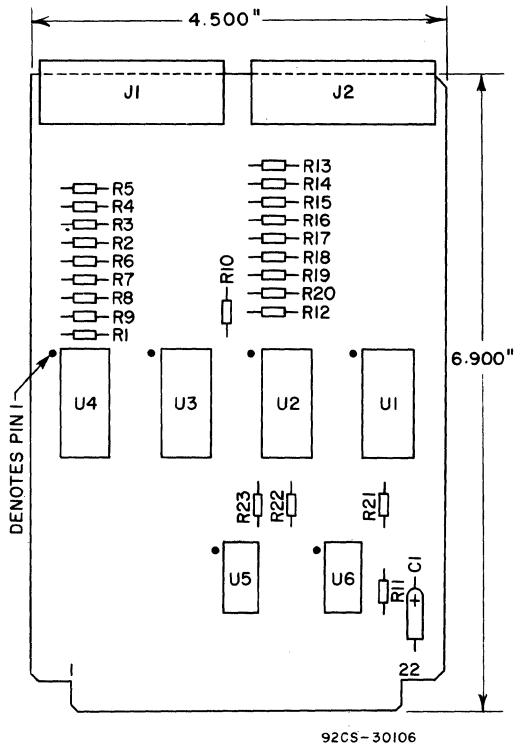 4.500"
J1
J2
R5
R4
R3
R2
R6
R7
R8
R9
R1
R10
R13
R14
R15
R16
R17
R18
R19
R20
R12
6.900"
U4
U3
U2
U1
DENOTES PIN 1
R23
R22
R21
U5
U6
R11
C1
+
1
22
92CS-30106